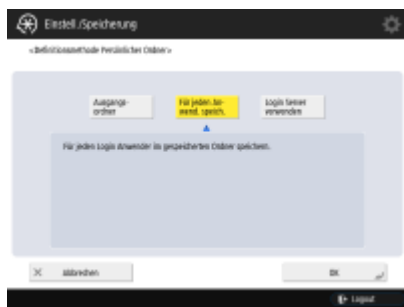 Einstell./Speicherung
<Definitionsmethode Persönlicher Ordner>
Ausgangs-
ordner
Für jeden An-
wend. speich.
Login Server
verwenden
Für jeden Login Anwender im gespeicherten Ordner speichern.
Abbrechen
OK
Logout